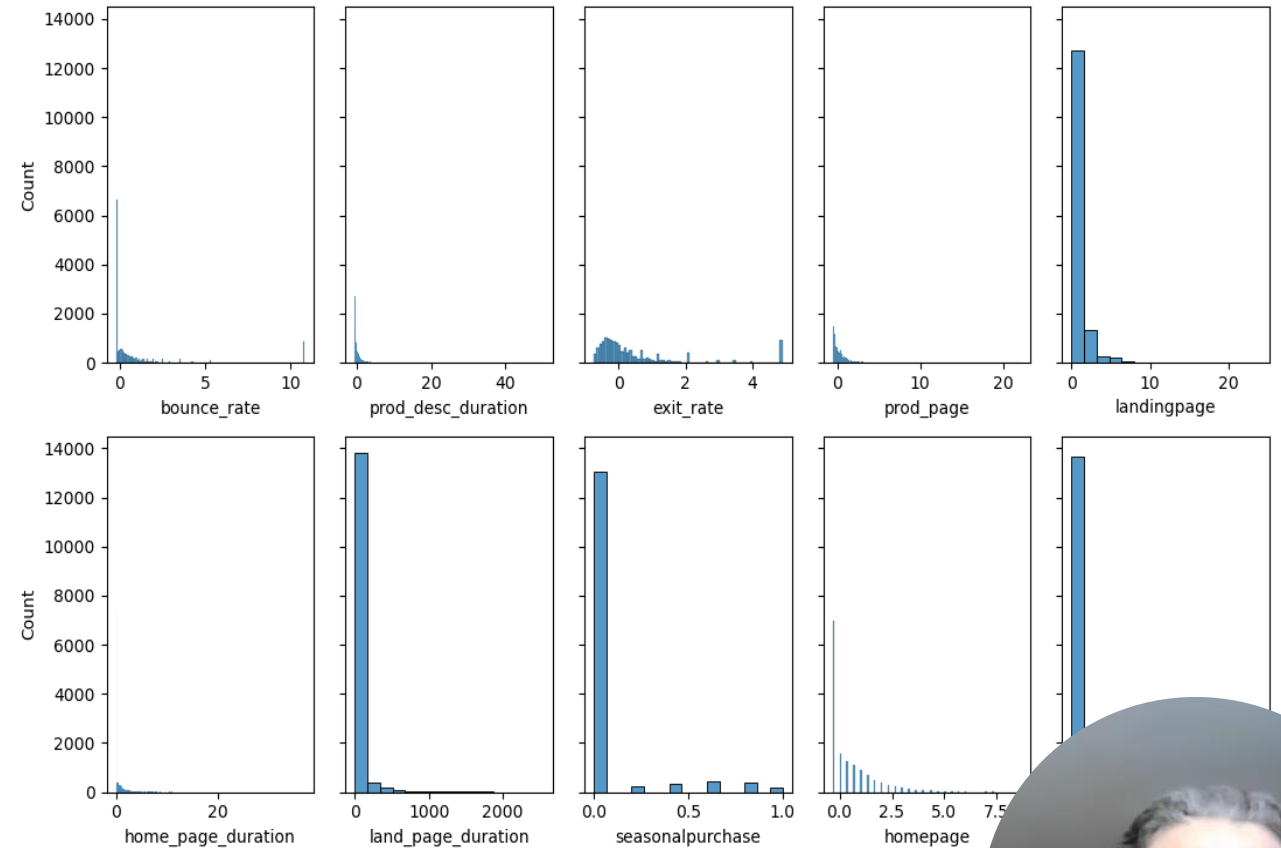 14000
12000
10000
8000
6000
4000
2000
0
Count
0 5 10
0 20 40
0 2 4
0 10 20
0 10 20
bounce_rate
prod_desc_duration
exit_rate
prod_page
landingpage
14000
12000
10000
8000
6000
4000
2000
0
Count
0 20
0 1000 2000
0.0 0.5 1.0
0.0 2.5 5.0 7.5
home_page_duration
land_page_duration
seasonalpurchase
homepage